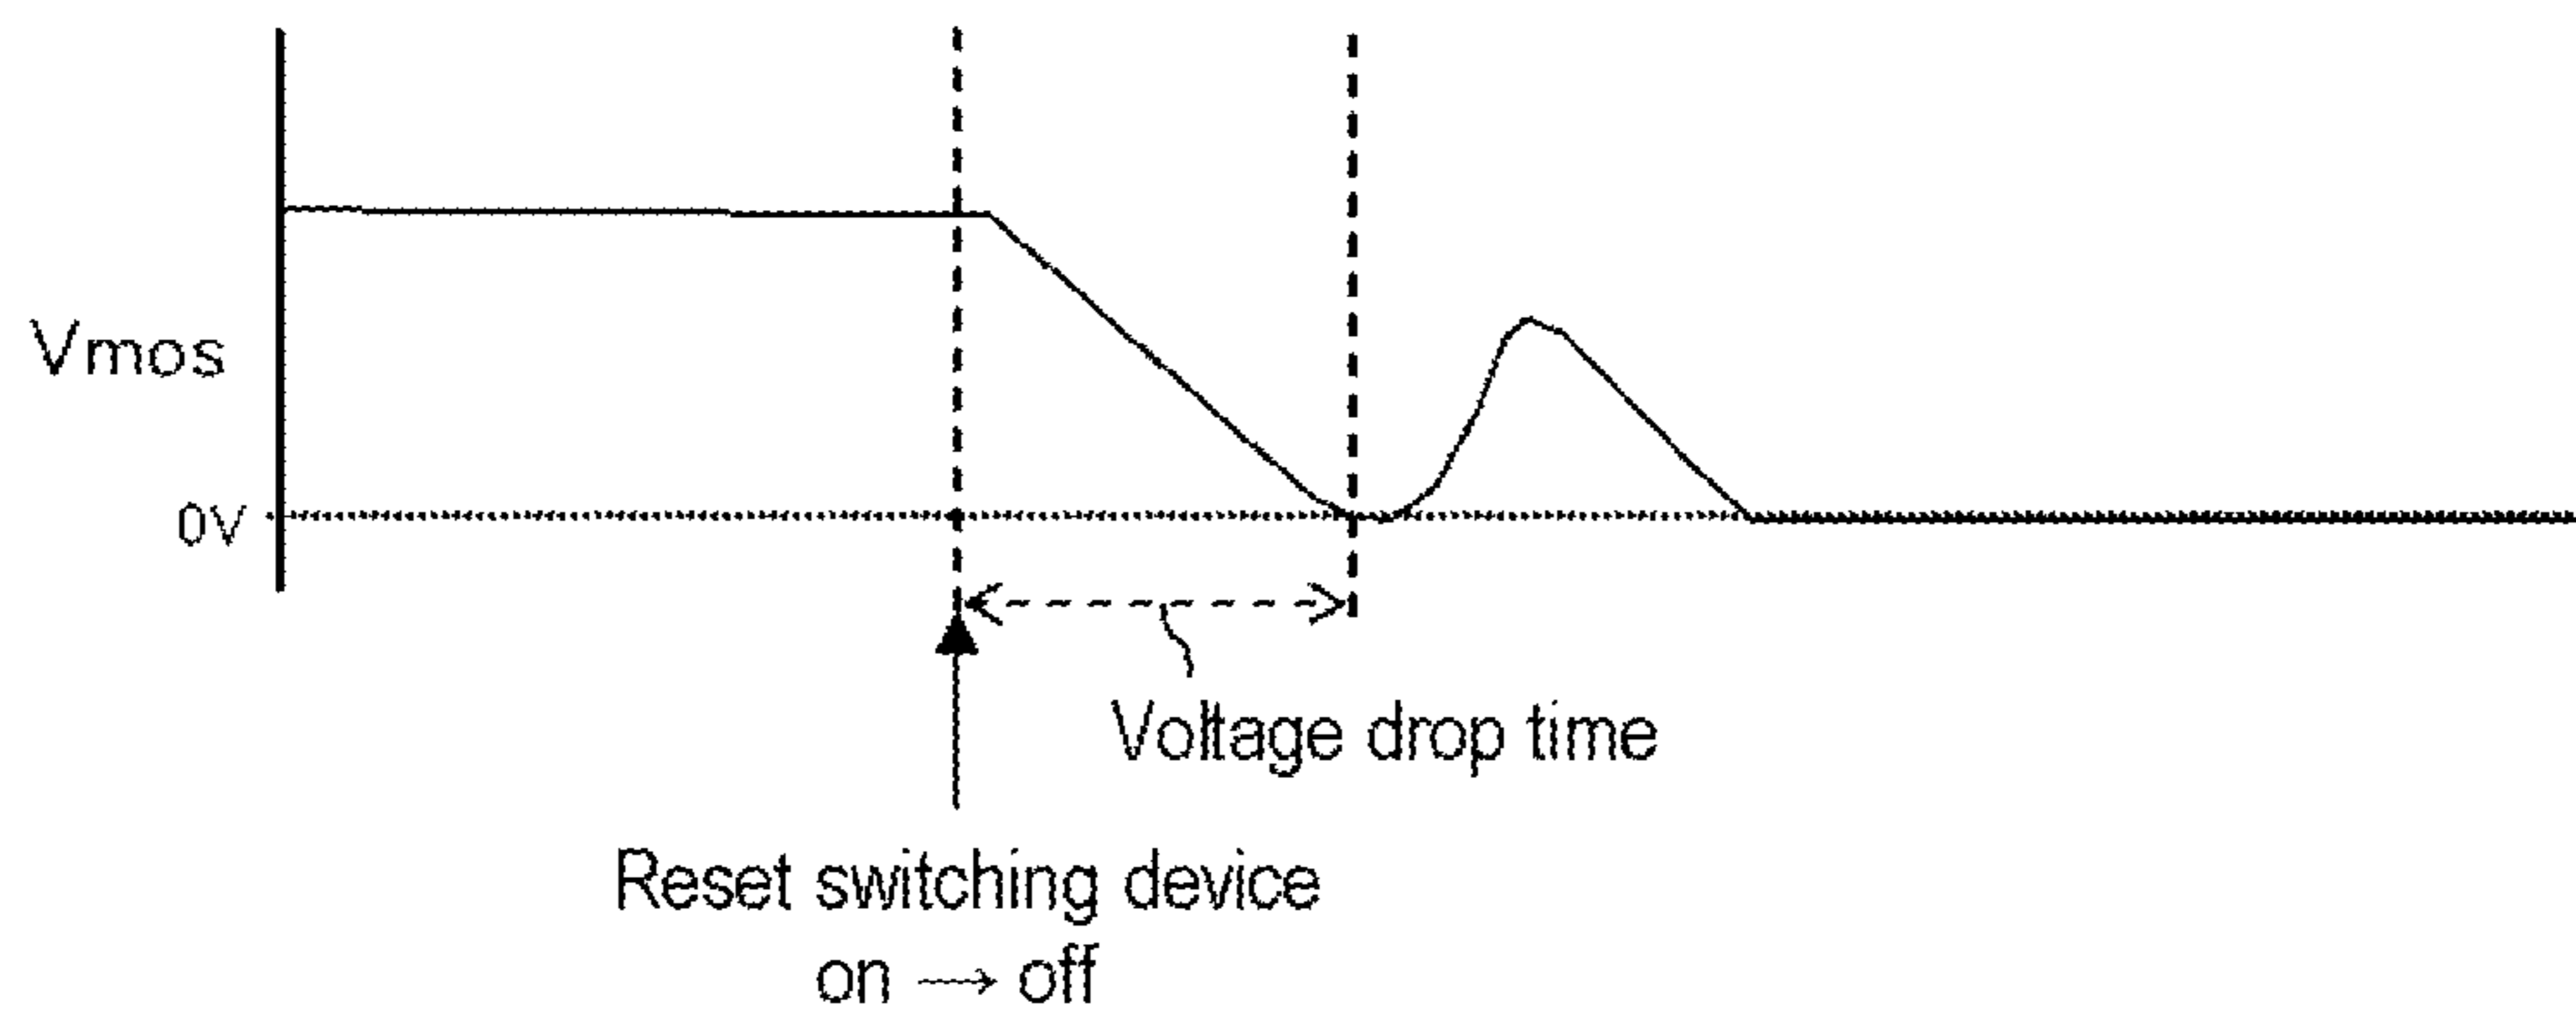 Vmos
0V
Voltage drop time
Reset switching device
on → off